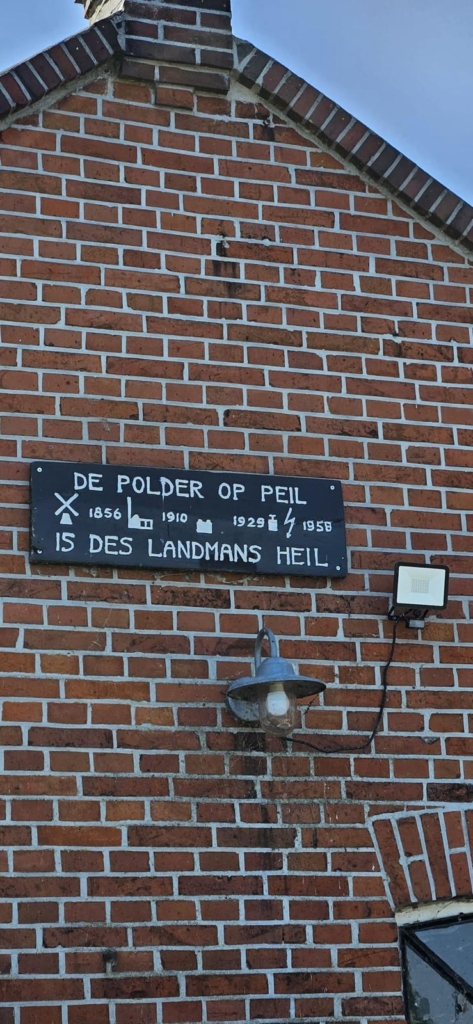 DE POLDER OP PEIL
1856 1910 1929 1958
IS DES LANDMANS HEIL